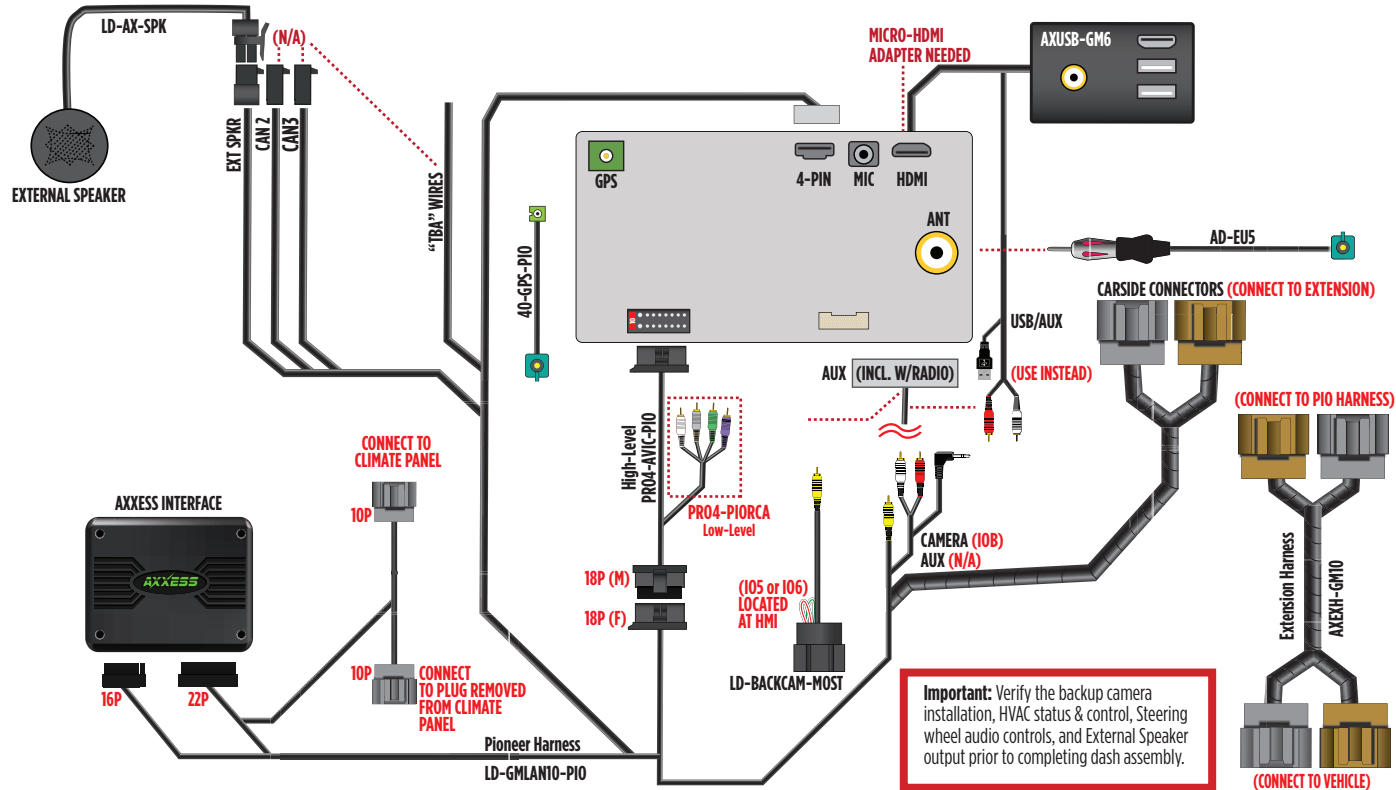 LD-AX-SPK
(N/A)
EXTERNAL SPEAKER
EXT SPKR
CAN 2
CAN3
"TBA" WIRES
MICRO-HDMI
ADAPTER NEEDED
AXUSB-GM6
GPS
4-PIN
MIC
HDMI
ANT
40-GPS-PIO
10
AD-EU5
CARSIDE CONNECTORS (CONNECT TO EXTENSION)
USB/AUX
AUX (INCL. W/RADIO)
(USE INSTEAD)
(CONNECT TO PIO HARNESS)
High-Level
PRO4-AVIC-PIO
PRO4-PIORCA
Low-Level
CONNECT TO
CLIMATE PANEL
10P
AXXESS INTERFACE
AXXESS
16P
22P
10P
CONNECT
TO PLUG REMOVED
FROM CLIMATE
PANEL
18P (M)
18P (F)
(IO5 or IO6)
LOCATED
AT HMI
LD-BACKCAM-MOST
CAMERA (IOB)
AUX (N/A)
Extension Harness
AXEXH-GM10
Important: Verify the backup camera
installation, HVAC status & control, Steering
wheel audio controls, and External Speaker
output prior to completing dash assembly.
Pioneer Harness
LD-GMLAN10-PIO
(CONNECT TO VEHICLE)